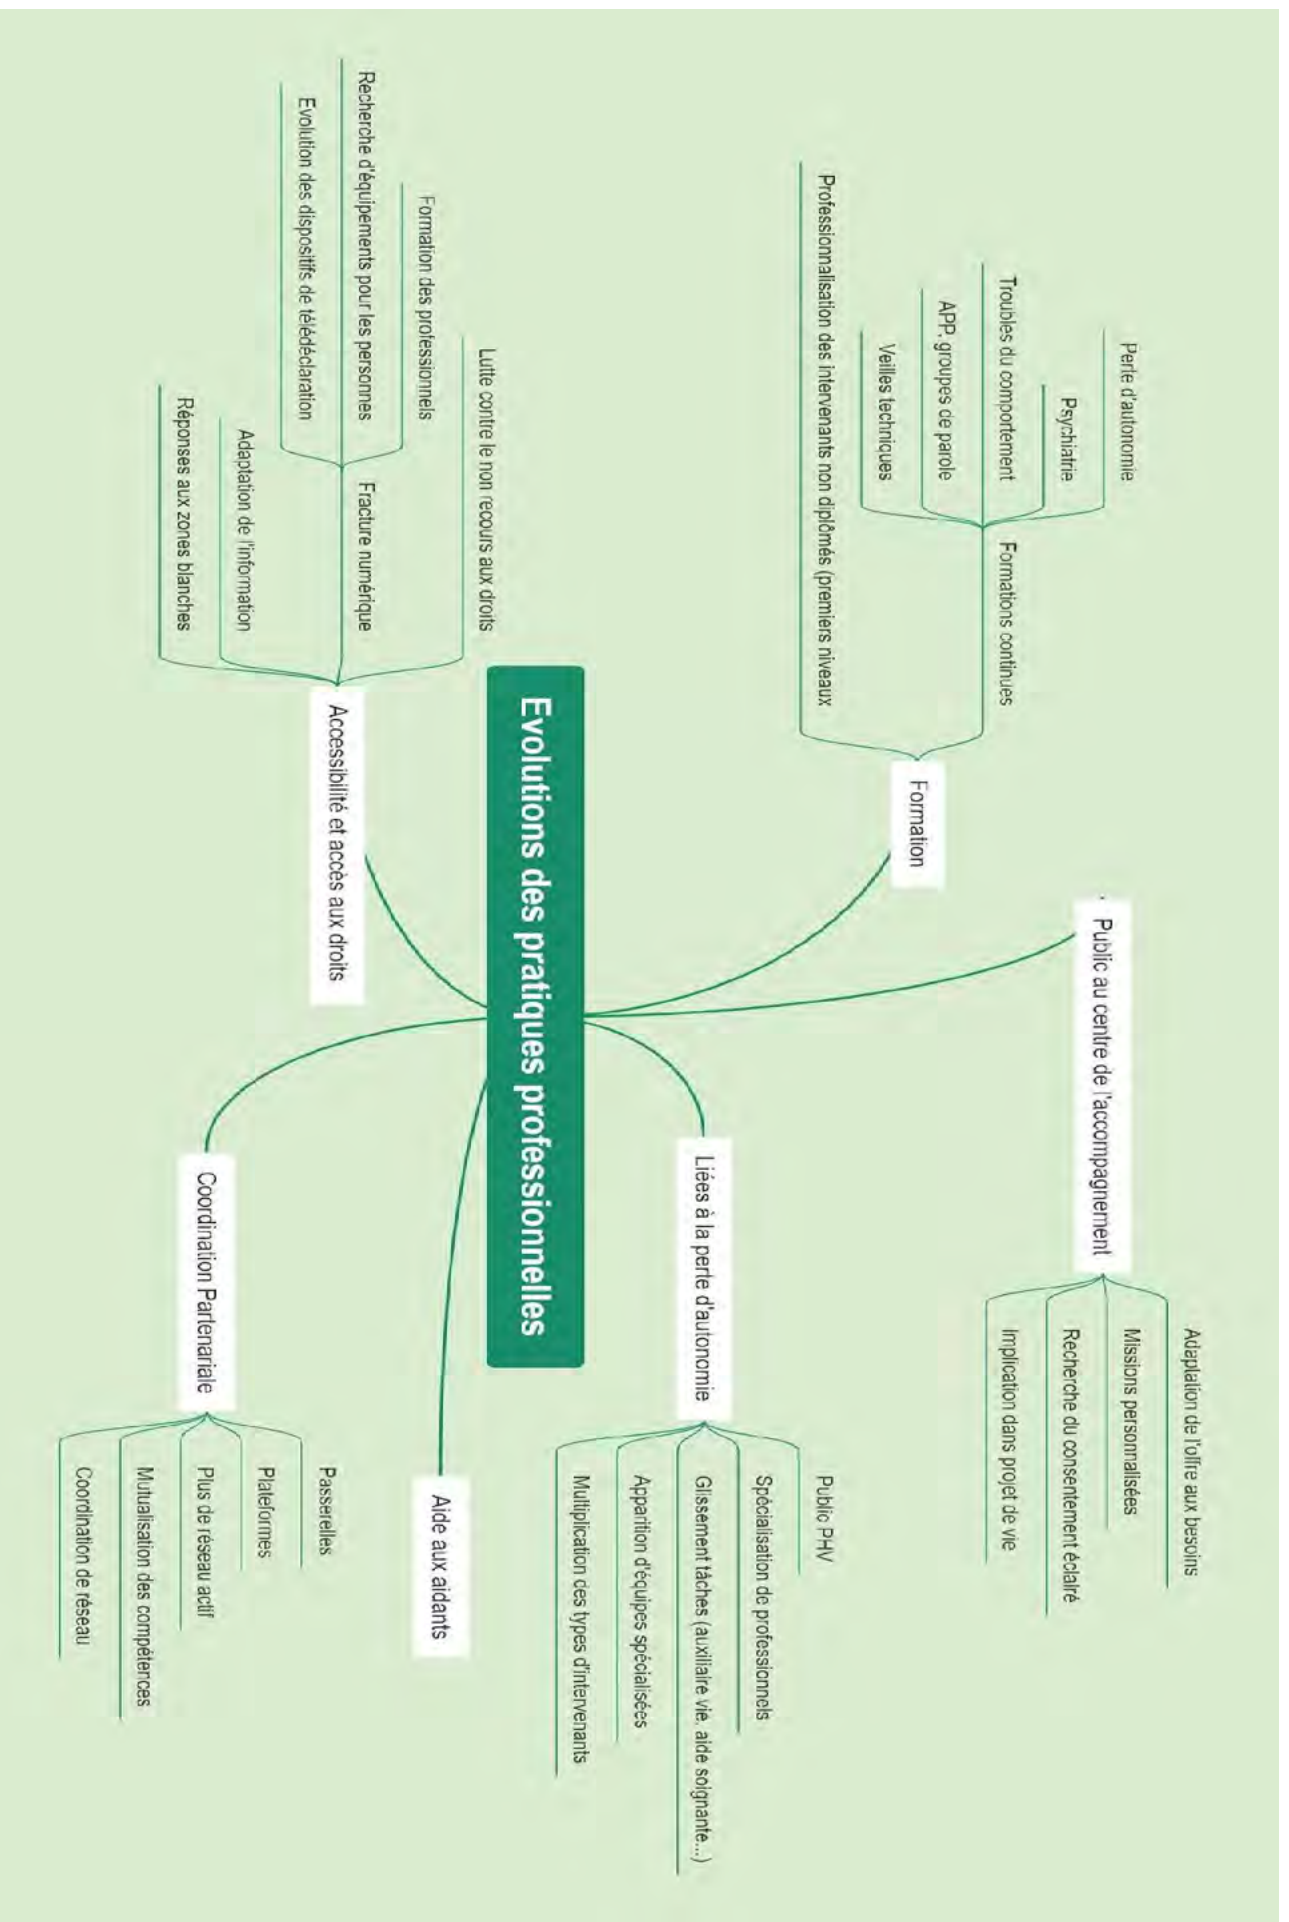 Evolutions des pratiques professionnelles
Public au centre de l'accompagnement
Adaptation de l'offre aux besoins
Missions personnalisées
Recherche du consentement éclairé
Implication dans projet de vie
Liées à la perte d'autonomie
Public PHV
Spécialisation de professionnels
Glissement tâches (auxiliaire vie, aide soignante...)
Apparition d'équipes spécialisées
Multiplication des types d'intervenants
Aide aux aidants
Coordination Partenariale
Passerelles
Plateformes
Plus de réseau actif
Mutualisation des compétences
Coordination de réseau
Formation
Formations continues
Perte d'autonomie
Psychiatrie
Troubles du comportement
APP, groupes de parole
Veilles techniques
Professionnalisation des intervenants non diplômés (premiers niveaux
Accessibilité et accès aux droits
Lutte contre le non recours aux droits
Fracture numérique
Formation des professionnels
Recherche d'équipements pour les personnes
Evolution des dispositifs de télédéclaration
Adaptation de l'information
Réponses aux zones blanches